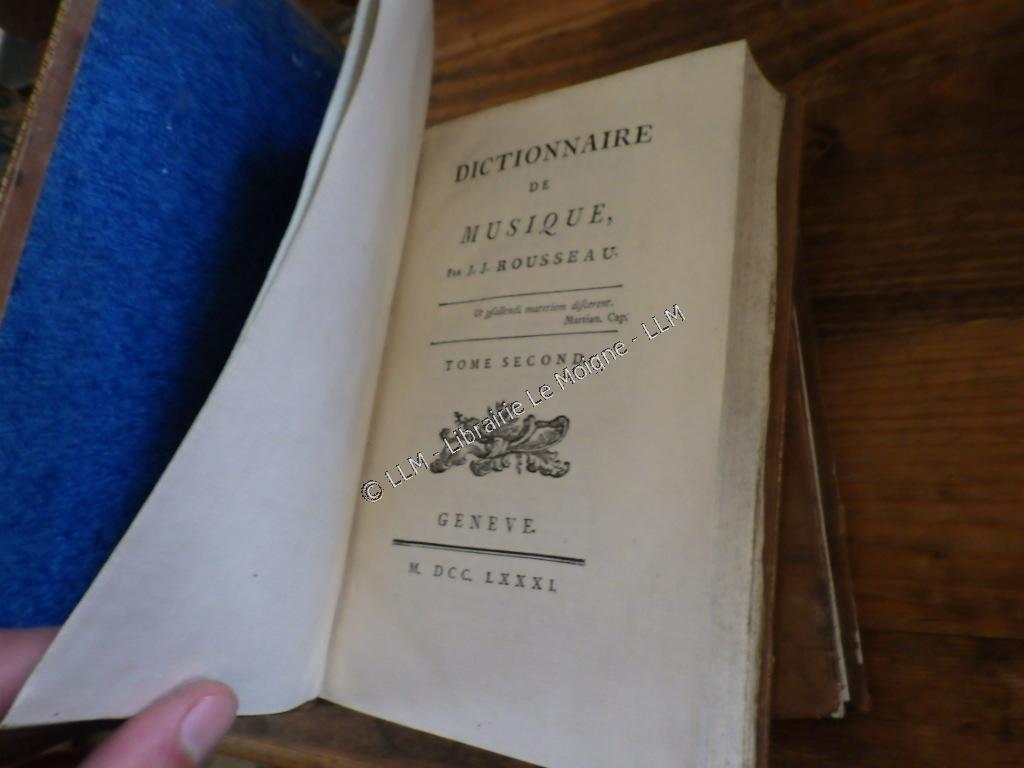 DICTIONNAIRE
DE
MUSIQUE,
PAR J. J. ROUSSEAU.
Ut psallendi materiem discerent.
Martian. Cap.
TOME SECOND.
© LLM - Librairie Le Moigne - LLM
GENEVE.
M. DCC. LXXXI.